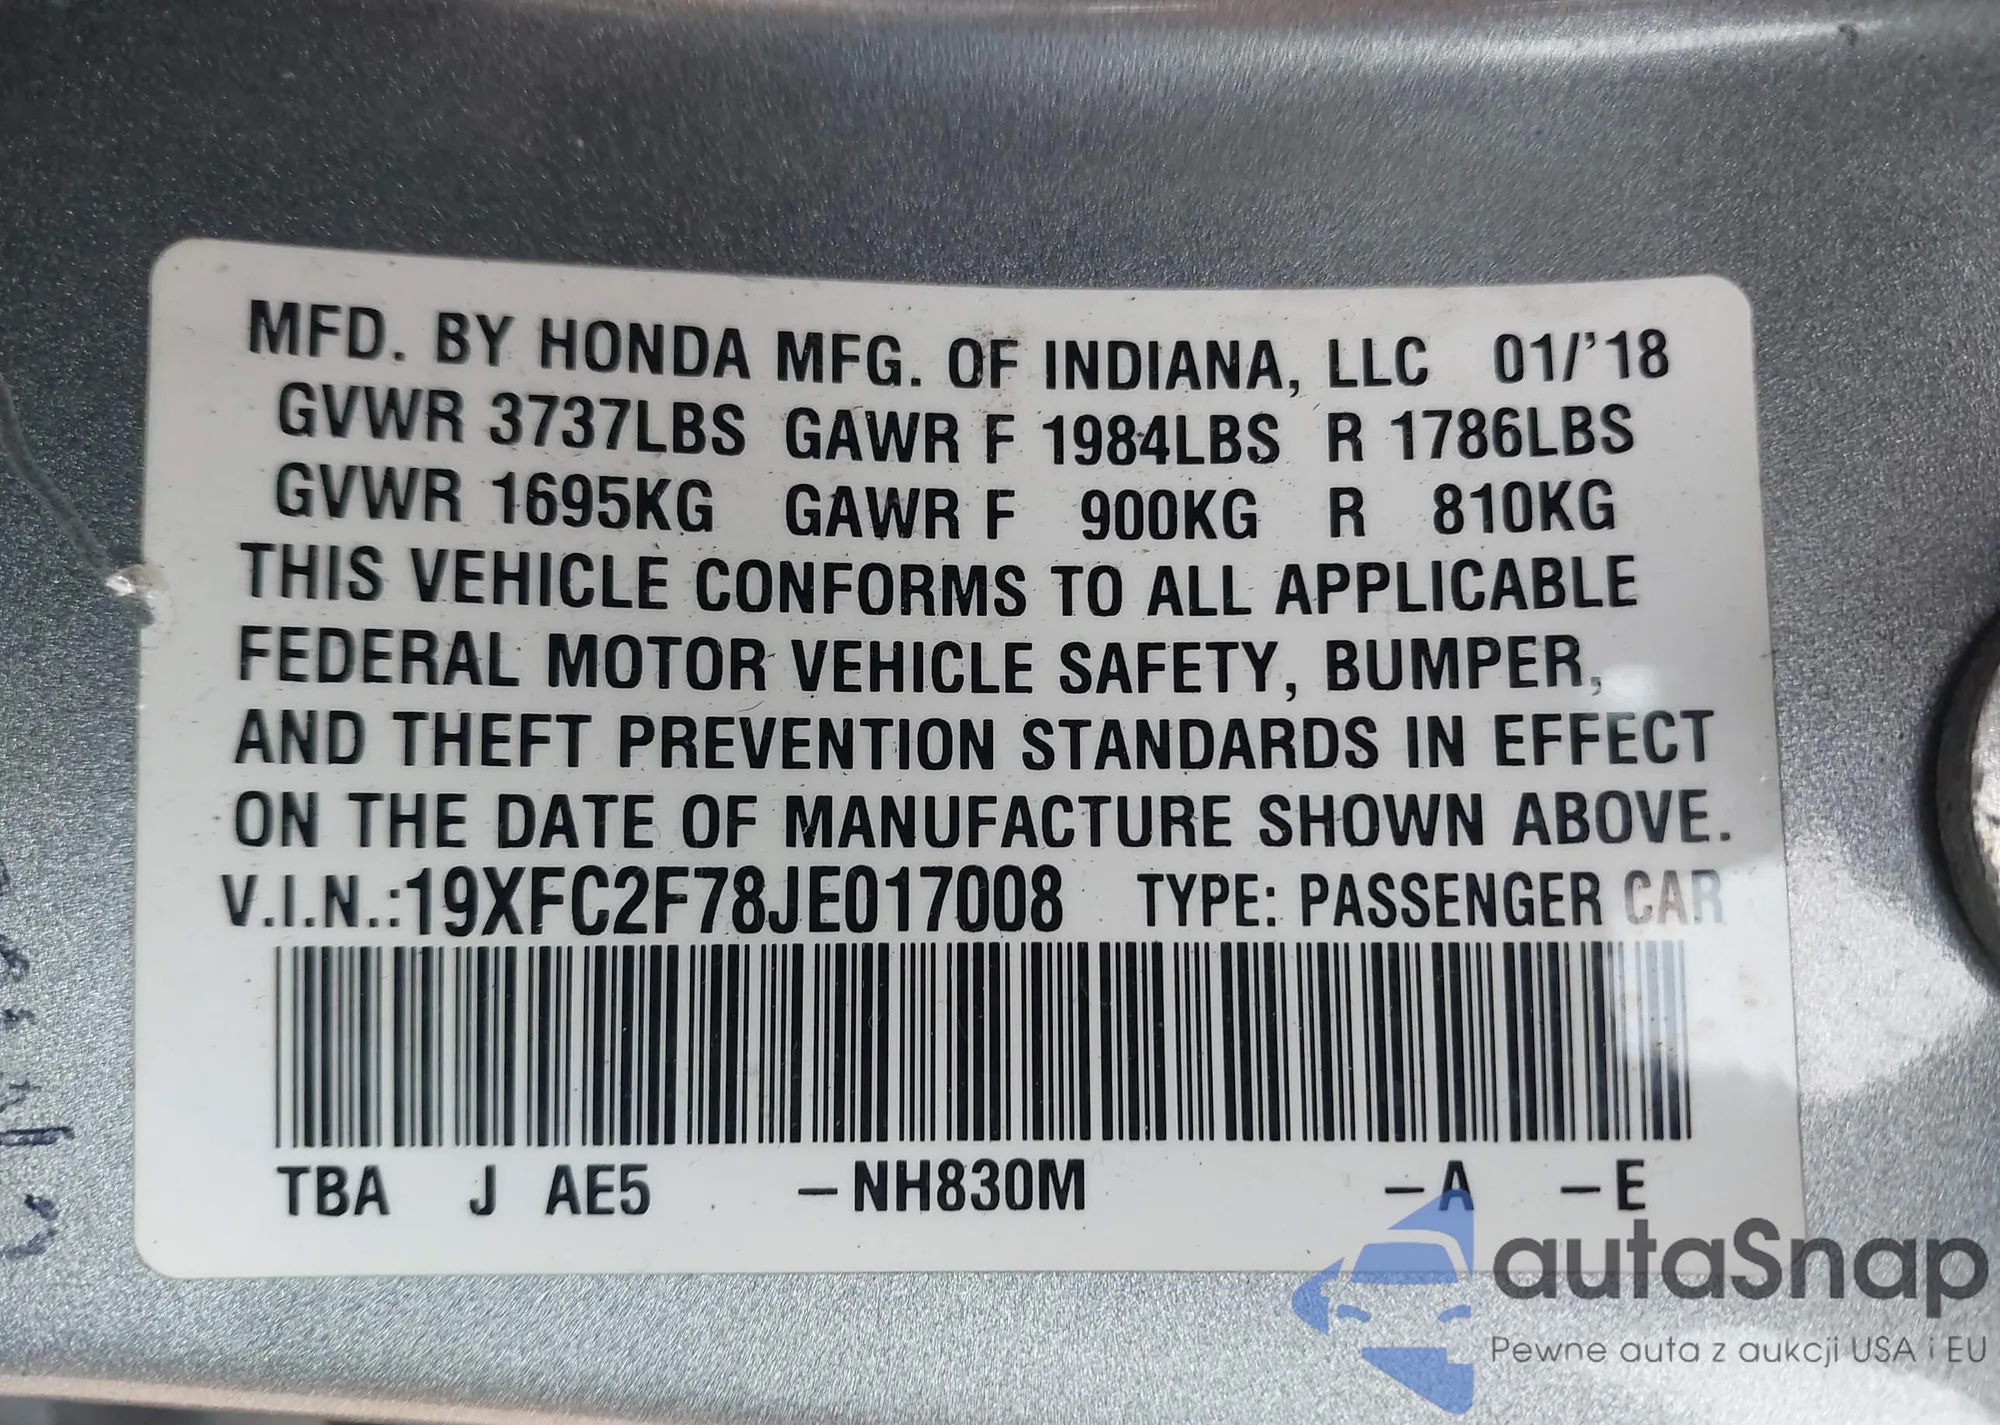 MFD. BY HONDA MFG. OF INDIANA, LLC 01/'18
GVWR 3737LBS GAWR F 1984LBS R 1786LBS
GVWR 1695KG GAWR F 900KG R 810KG
THIS VEHICLE CONFORMS TO ALL APPLICABLE
FEDERAL MOTOR VEHICLE SAFETY, BUMPER,
AND THEFT PREVENTION STANDARDS IN EFFECT
ON THE DATE OF MANUFACTURE SHOWN ABOVE.
V.I.N.:19XFC2F78JE017008 TYPE: PASSENGER CAR
TBA J AE5 –NH830M –A –E
autaSnap
Pewne auta z aukcji USA i EU